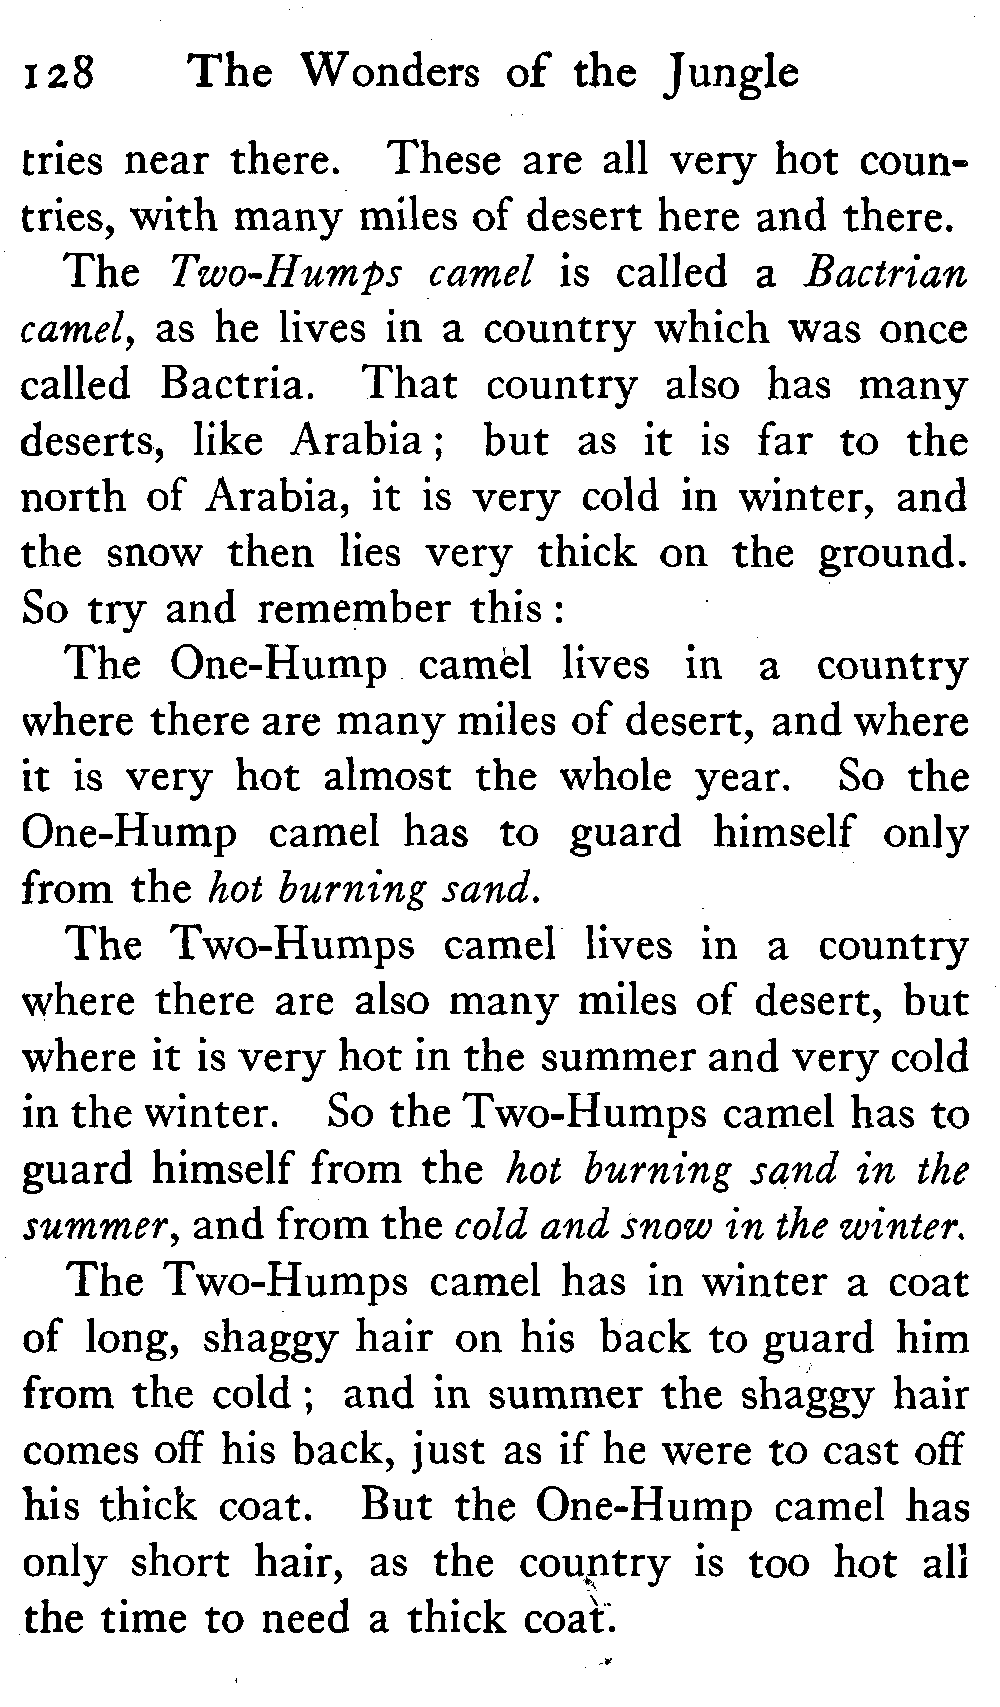 128 The Wonders of the Jungle
tries near there. These are all very hot coun-
tries, with many miles of desert here and there.
The Two-Humps camel is called a Bactrian
camel, as he lives in a country which was once
called Bactria. That country also has many
deserts, like Arabia; but as it is far to the
north of Arabia, it is very cold in winter, and
the snow then lies very thick on the ground.
So try and remember this:
The One-Hump camel lives in a country
where there are many miles of desert, and where
it is very hot almost the whole year. So the
One-Hump camel has to guard himself only
from the hot burning sand.
The Two-Humps camel lives in a country
where there are also many miles of desert, but
where it is very hot in the summer and very cold
in the winter. So the Two-Humps camel has to
guard himself from the hot burning sand in the
summer, and from the cold and snow in the winter.
The Two-Humps camel has in winter a coat
of long, shaggy hair on his back to guard him
from the cold; and in summer the shaggy hair
comes off his back, just as if he were to cast off
his thick coat. But the One-Hump camel has
only short hair, as the country is too hot all
the time to need a thick coat.